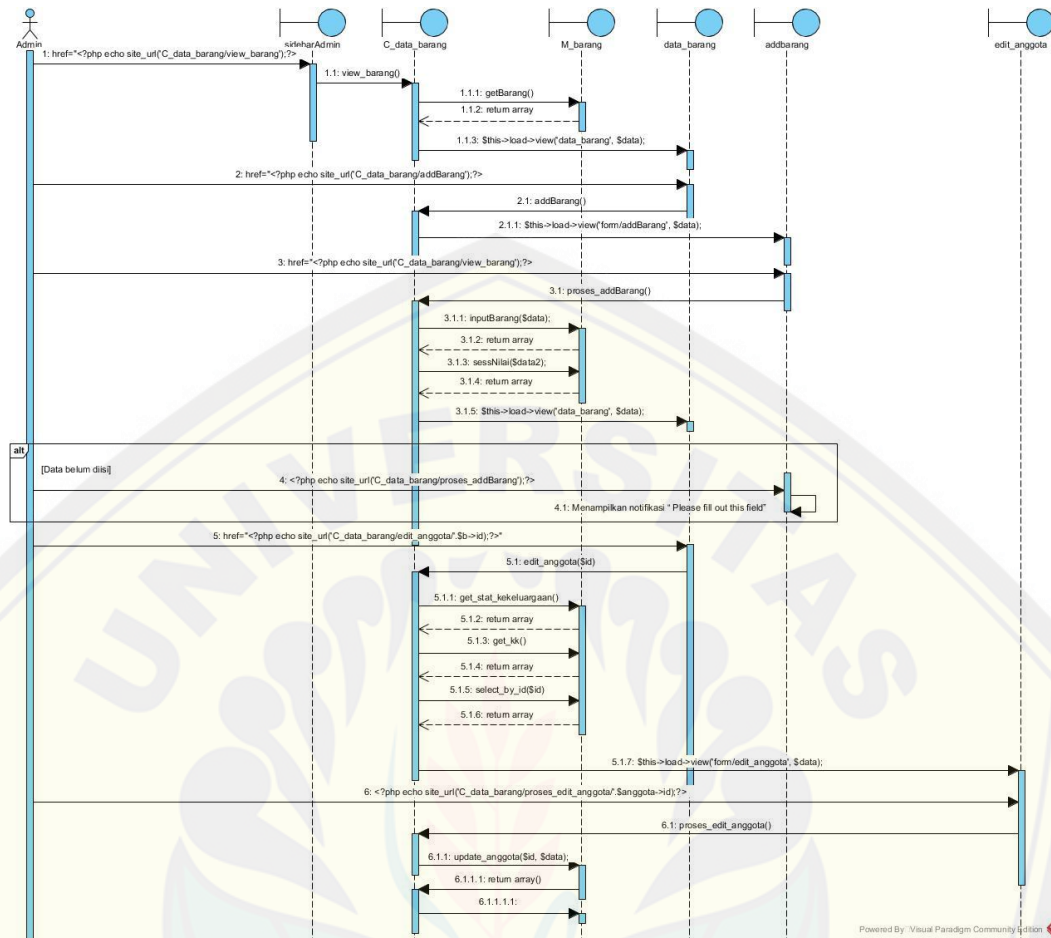 Admin
sidebarAdmin
C_data_barang
M_barang
data_barang
addbarang
edit_anggota
1: href="<?php echo site_url('C_data_barang/view_barang');?>
1.1: view_barang()
1.1.1: getBarang()
1.1.2: return array
1.1.3: $this->load->view('data_barang', $data);
2: href="<?php echo site_url('C_data_barang/addBarang');?>
2.1: addBarang()
2.1.1: $this->load->view('form/addBarang', $data);
3: href="<?php echo site_url('C_data_barang/view_barang');?>
3.1: proses_addBarang()
3.1.1: inputBarang($data);
3.1.2: return array
3.1.3: sessNilai($data2);
3.1.4: return array
3.1.5: $this->load->view('data_barang', $data);
alt
[Data belum diisi]
4: <?php echo site_url('C_data_barang/proses_addBarang');?>
4.1: Menampilkan notifikasi “ Please fill out this field”
5: href="<?php echo site_url('C_data_barang/edit_anggota/'.$b->id);?>"
5.1: edit_anggota($id)
5.1.1: get_stat_kekeluargaan()
5.1.2: return array
5.1.3: get_kk()
5.1.4: return array
5.1.5: select_by_id($id)
5.1.6: return array
5.1.7: $this->load->view('form/edit_anggota', $data);
6: <?php echo site_url('C_data_barang/proses_edit_anggota/'.$anggota->id);?>
6.1: proses_edit_anggota()
6.1.1: update_anggota($id, $data);
6.1.1.1: return array()
6.1.1.1.1:
UNIVERSITAS
Powered By Visual Paradigm Community Edition